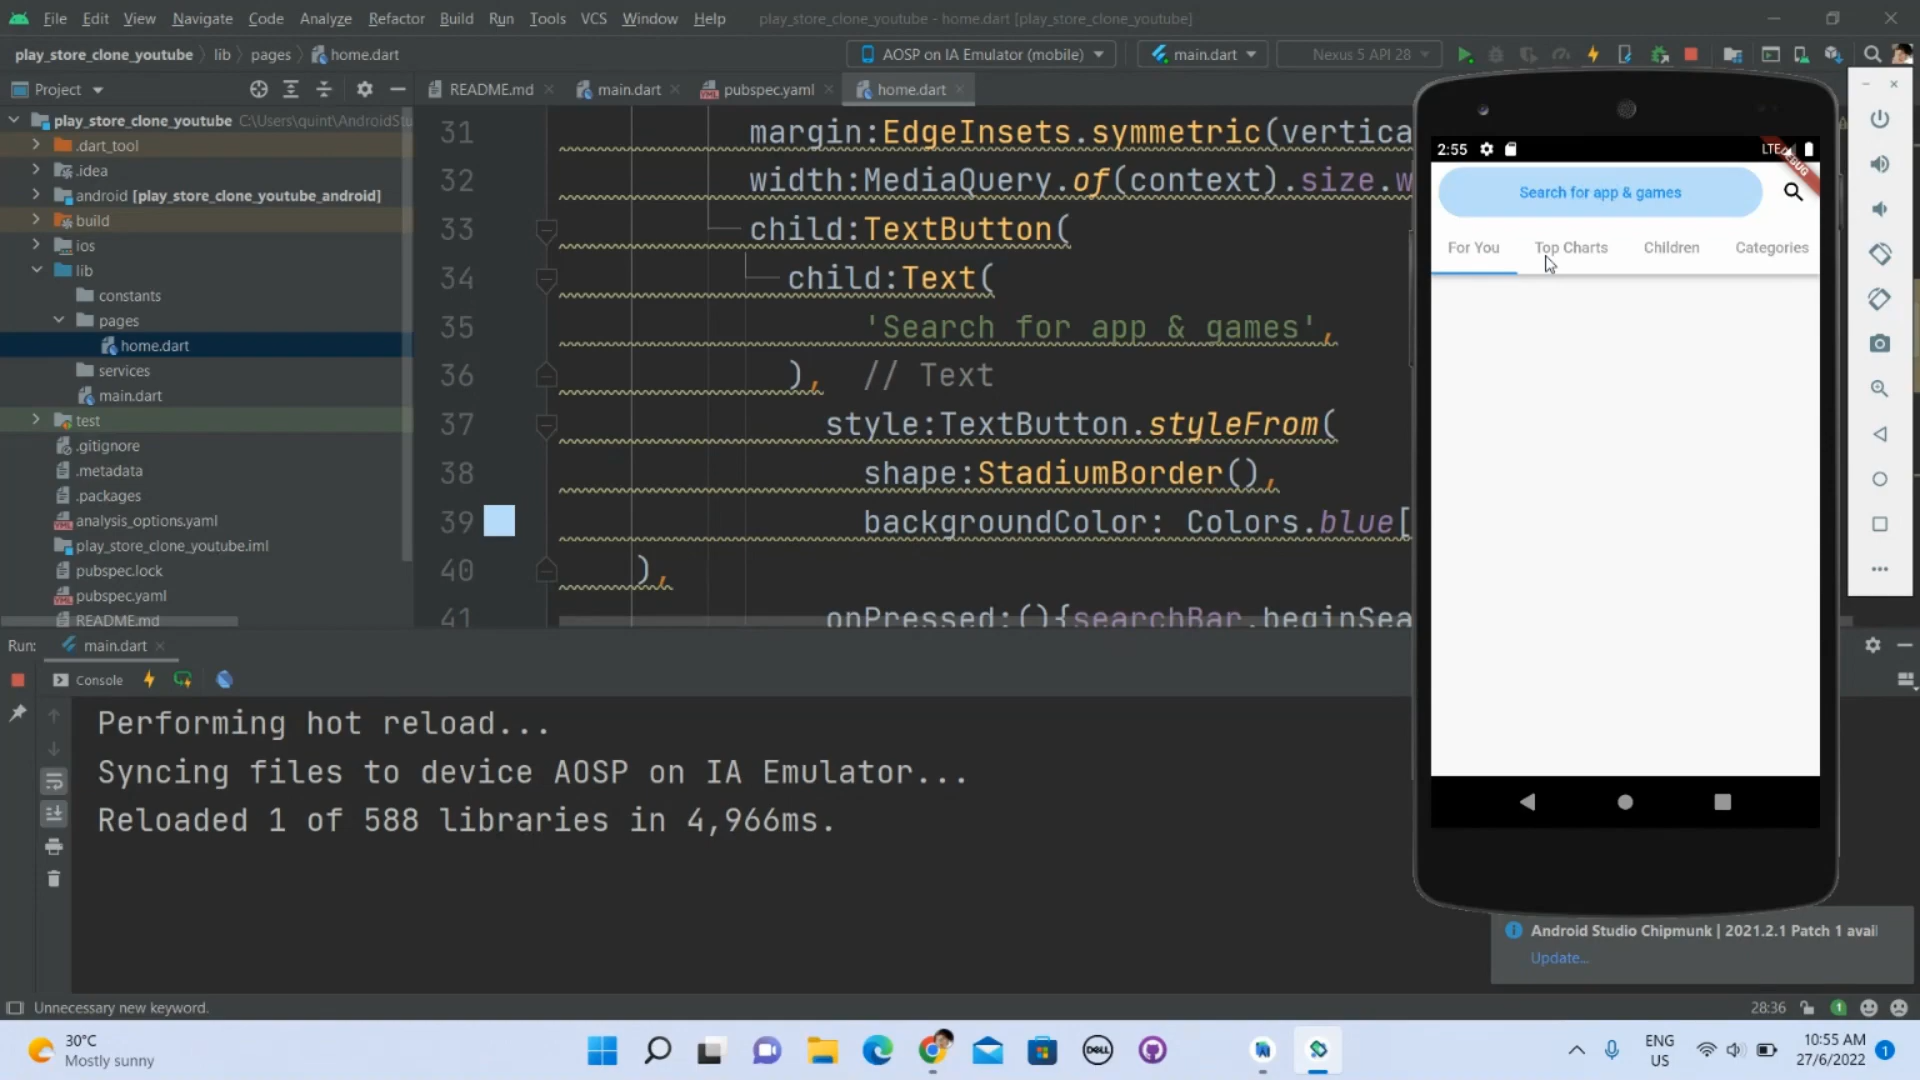 File Edit View Navigate Code Analyze Refactor Build Run Tools VCS Window Help play_store_clone_youtube - home.dart [play_store_clone_youtube]
play_store_clone_youtube lib pages home.dart AOSP on IA Emulator (mobile) main.dart Nexus 5 API 28
Project README.md main.dart pubspec.yaml home.dart
play_store_clone_youtube C:\Users\quint\AndroidStu
.dart_tool
.idea
android [play_store_clone_youtube_android]
build
ios
lib
constants
pages
home.dart
services
main.dart
test
.gitignore
.metadata
.packages
analysis_options.yaml
play_store_clone_youtube.iml
pubspec.lock
pubspec.yaml
README.md
31 margin:EdgeInsets.symmetric(vertica
32 width:MediaQuery.of(context).size.w
33 child:TextButton(
34 child:Text(
35 'Search for app & games',
36 ), // Text
37 style:TextButton.styleFrom(
38 shape:StadiumBorder(),
39 backgroundColor: Colors.blue[
40 ),
41 onPressed:(){searchBar.beginSea
2:55 LTE DEBUG
Search for app & games
For You Top Charts Children Categories
Run: main.dart
Console
Performing hot reload...
Syncing files to device AOSP on IA Emulator...
Reloaded 1 of 588 libraries in 4,966ms.
Android Studio Chipmunk | 2021.2.1 Patch 1 avai
Update...
Unnecessary new keyword. 28:36 1
30°C
Mostly sunny
DELL
ENG
US
10:55 AM
27/6/2022
1